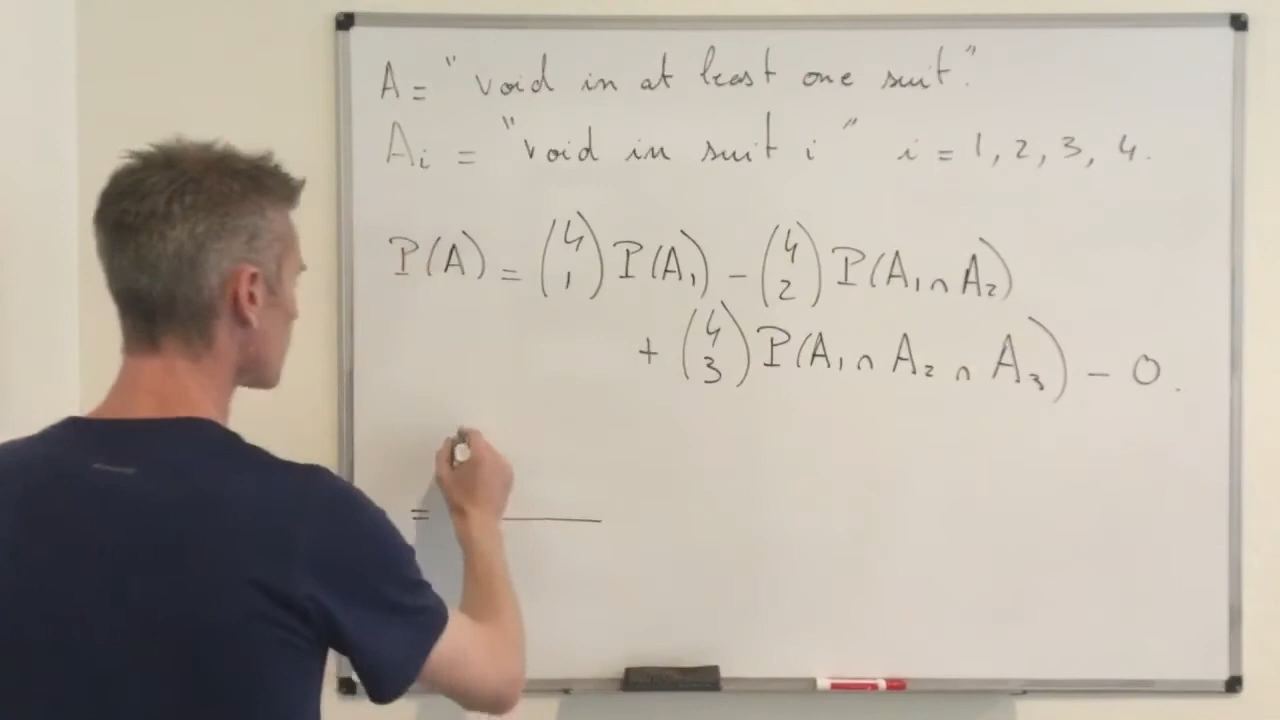 A = "void in at least one suit".
Ai = "void in suit i" i = 1, 2, 3, 4.
P(A) = (4 1) P(A1) - (4 2) P(A1 ∩ A2)
+ (4 3) P(A1 ∩ A2 ∩ A3) - 0.
=